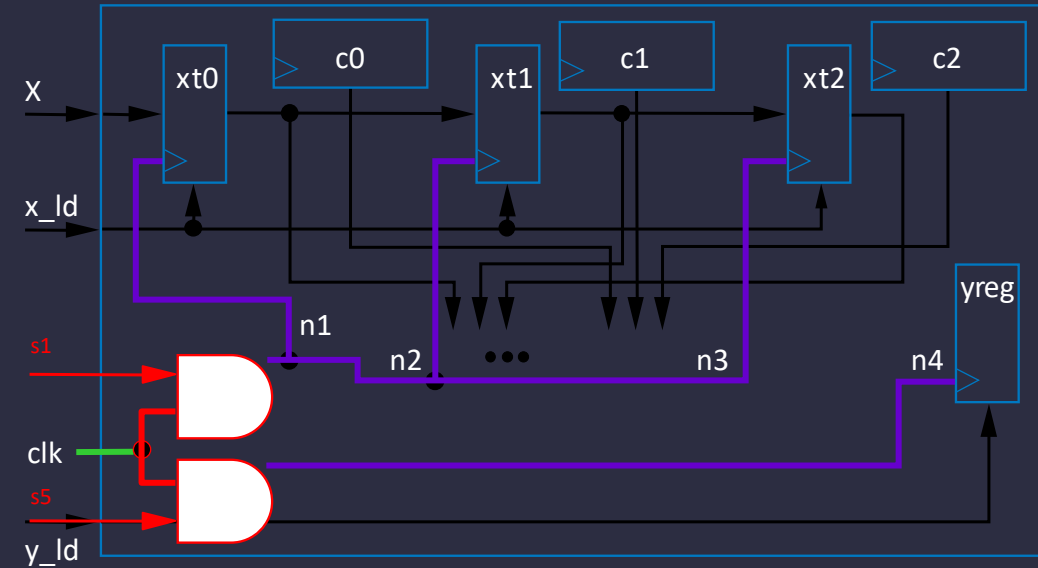 c0
c1
c2
xt0
xt1
xt2
X
x_ld
yreg
n1
s1
n2
n3
n4
clk
s5
y_ld